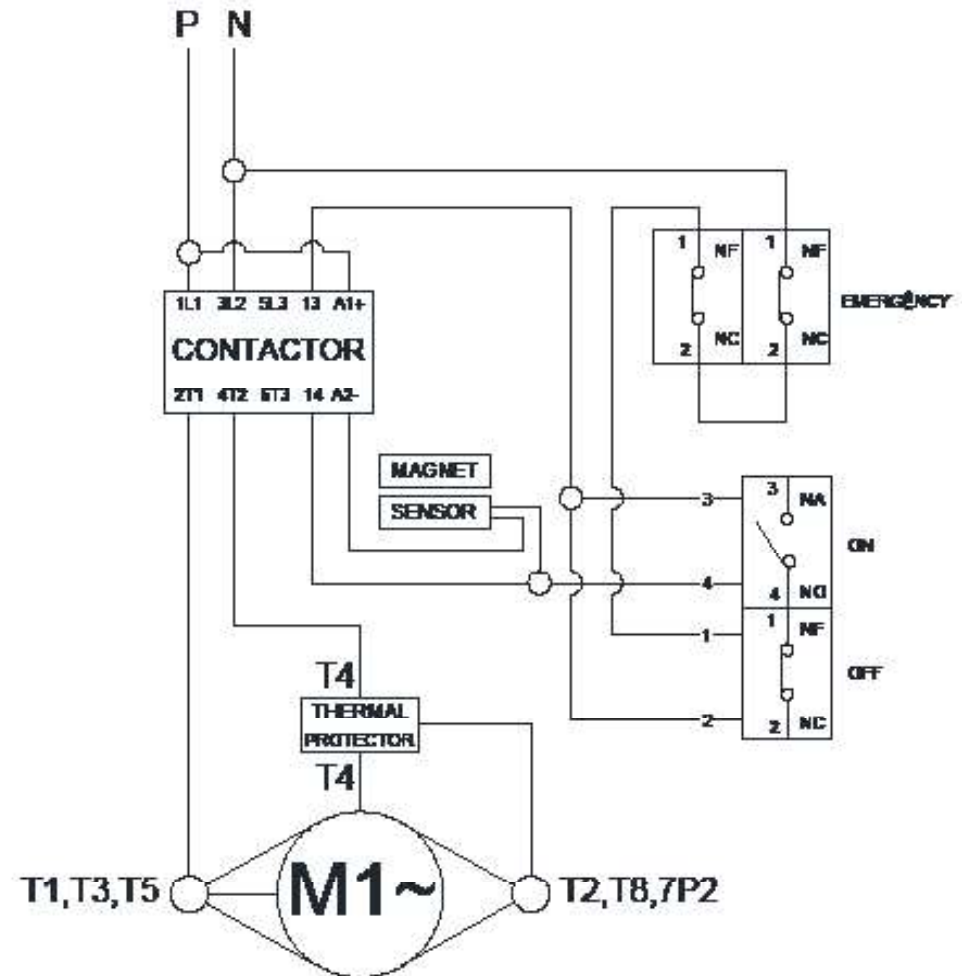 P N
1 NF 1 NF
EMERGÊNCY
2 NC 2 NC
1L1 3L2 5L3 13 A1+
CONTACTOR
2T1 4T2 6T3 14 A2-
MAGNET
SENSOR
3
3 NA
ON
4
4 NO
1
1 NF
OFF
2
2 NC
T4
THERMAL
PROTECTOR
T4
T1,T3,T5
M1~
T2,T8,7P2